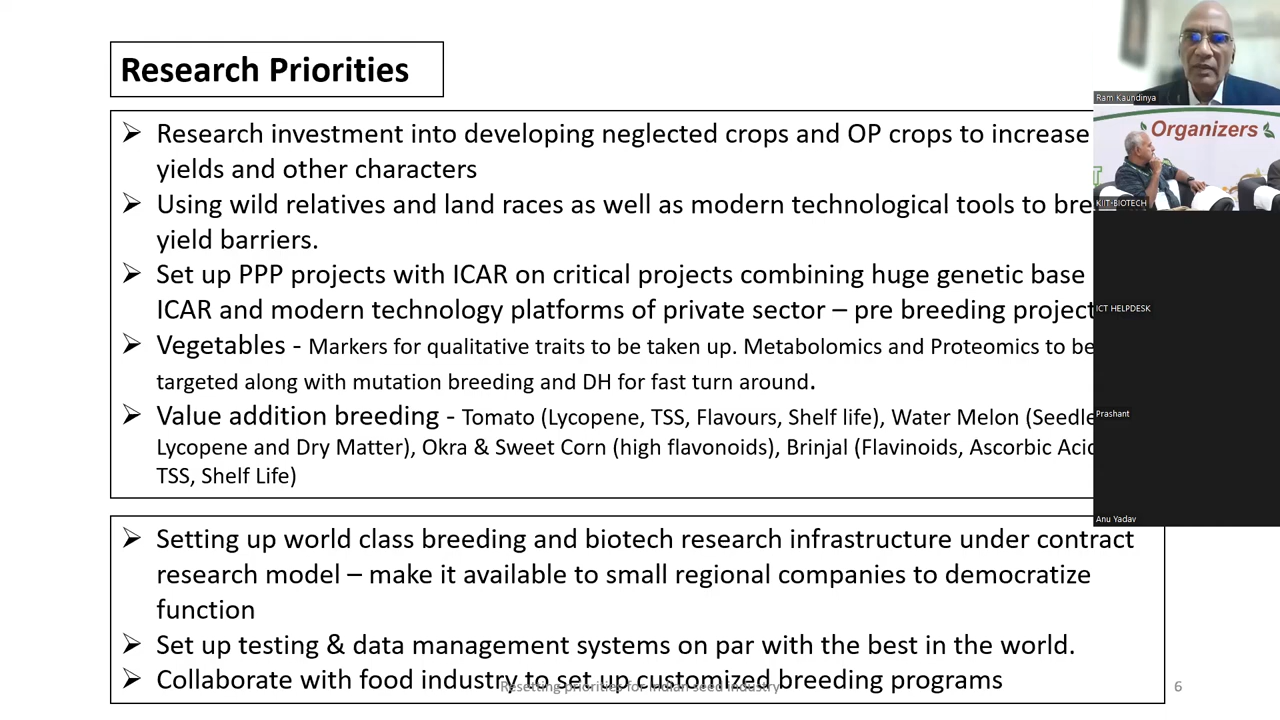 Research Priorities
➢ Research investment into developing neglected crops and OP crops to increase
yields and other characters
➢ Using wild relatives and land races as well as modern technological tools to
yield barriers.
➢ Set up PPP projects with ICAR on critical projects combining huge genetic base
ICAR and modern technology platforms of private sector – pre breeding
➢ Vegetables - Markers for qualitative traits to be taken up. Metabolomics and Proteomics to be
targeted along with mutation breeding and DH for fast turn around.
➢ Value addition breeding - Tomato (Lycopene, TSS, Flavours, Shelf life), Water Melon
Lycopene and Dry Matter), Okra & Sweet Corn (high flavonoids), Brinjal (Flavinoids, Ascorbic
TSS, Shelf Life)
➢ Setting up world class breeding and biotech research infrastructure under contract
research model – make it available to small regional companies to democratize
function
➢ Set up testing & data management systems on par with the best in the world.
➢ Collaborate with food industry to set up customized breeding programs
Resetting priorities for Indian seed industry
6
Ram Kaundinya
Organizers
KIIT-BIOTECH
ICT HELPDESK
Prashant
Anu Yadav